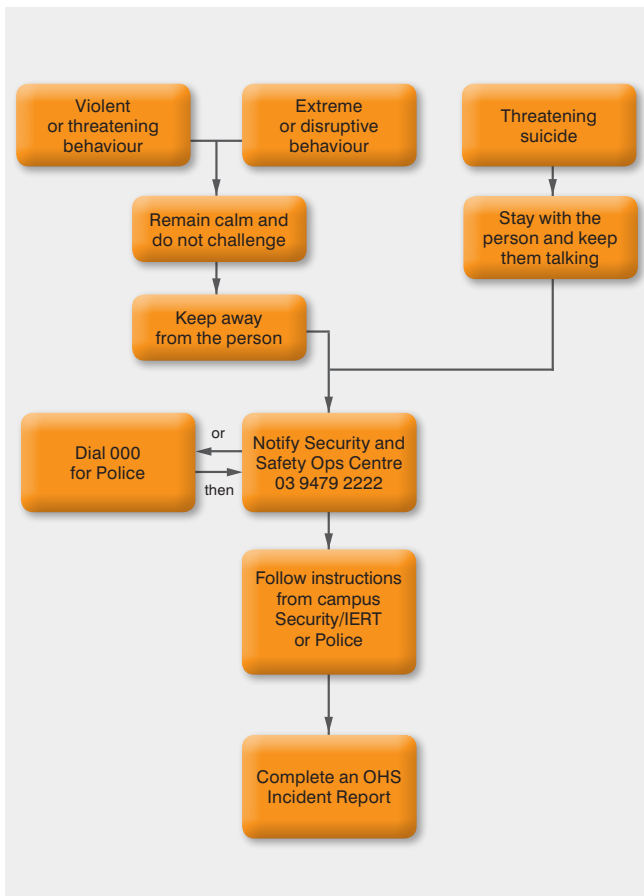 Violent
or threatening
behaviour
Extreme
or disruptive
behaviour
Threatening
suicide
Remain calm and
do not challenge
Stay with the
person and keep
them talking
Keep away
from the person
Dial 000
for Police
or
then
Notify Security and
Safety Ops Centre
03 9479 2222
Follow instructions
from campus
Security/IERT
or Police
Complete an OHS
Incident Report